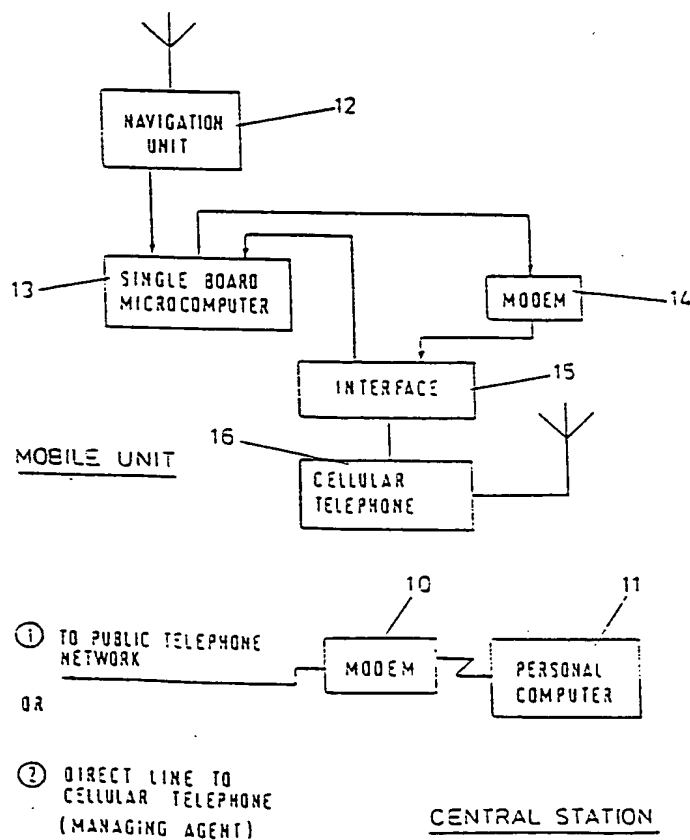 12
NAVIGATION
UNIT
13
SINGLE BOARD
MICROCOMPUTER
MODEM
14
INTERFACE
15
16
MOBILE UNIT
CELLULAR
TELEPHONE
10
11
1 TO PUBLIC TELEPHONE
NETWORK
MODEM
PERSONAL
COMPUTER
OR
2 DIRECT LINE TO
CELLULAR TELEPHONE
(MANAGING AGENT)
CENTRAL STATION